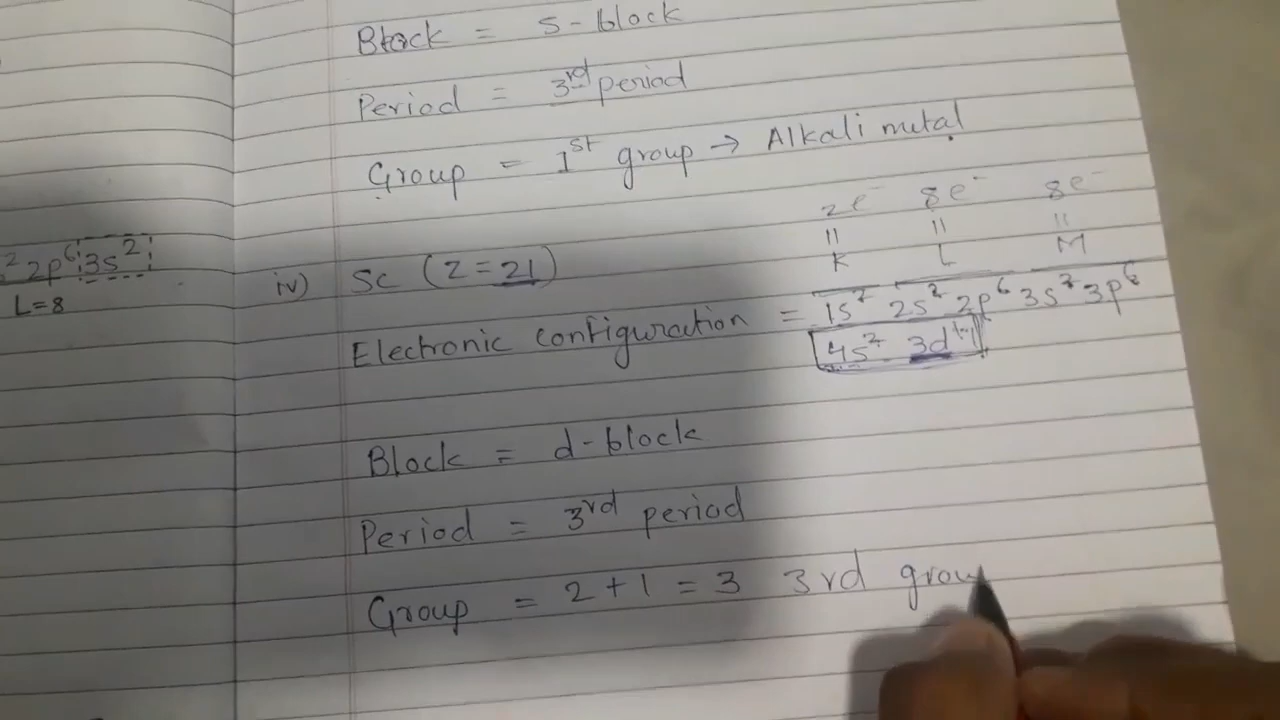 Block = s-block
Period = 3rd period
Group = 1st group → Alkali metal
² 2p⁶ 3s²
L=8
2e⁻ 8e⁻ 8e⁻
॥ ॥ ॥
K L M
iv) Sc (Z=21)
Electronic configuration = 1s² 2s² 2p⁶ 3s² 3p⁶
4s² 3d
Block = d-block
Period = 3rd period
Group = 2+1 = 3 3rd grou